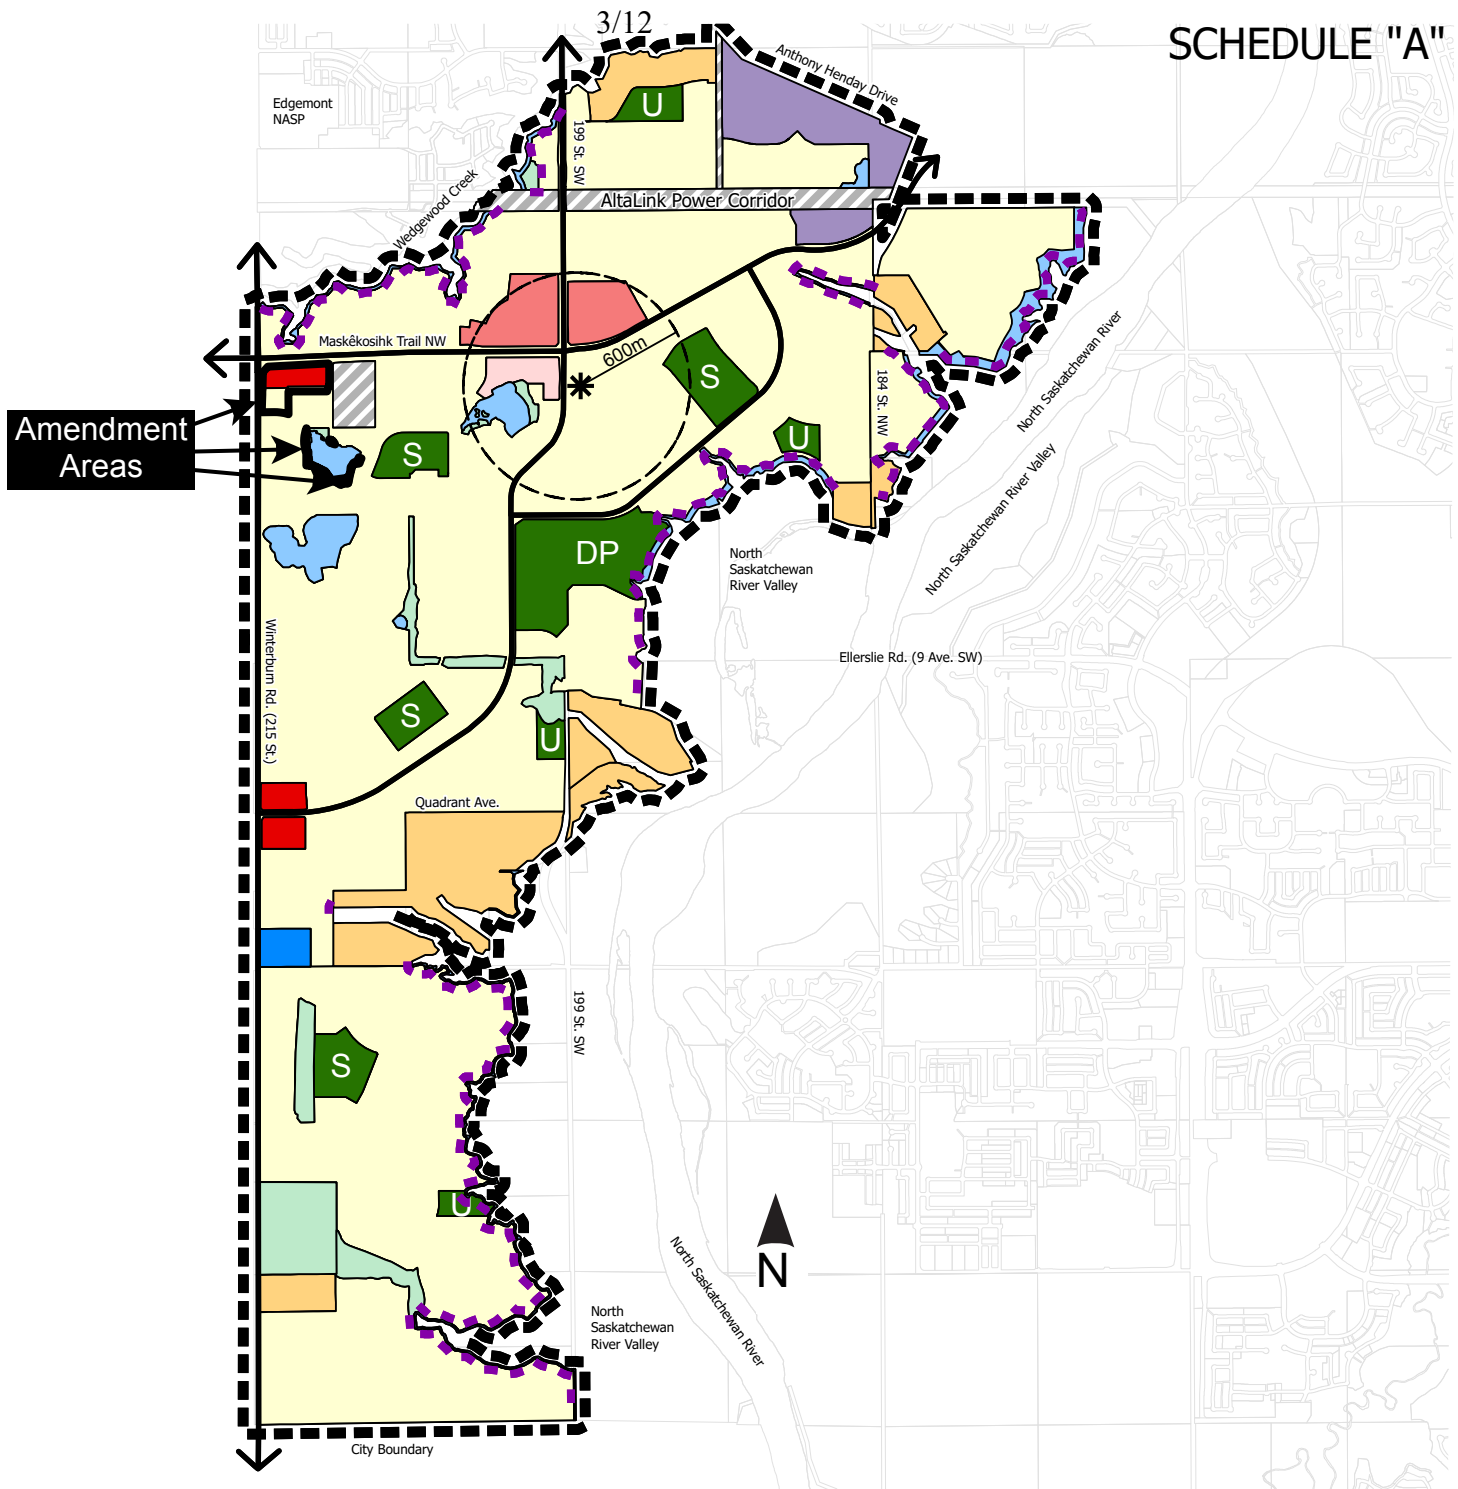 3/12
SCHEDULE "A"
Anthony Henday Drive
Edgemont
NASP
U
199 St. SW
Wedgewood Creek
AltaLink Power Corridor
Maskêkosihk Trail NW
600m
North Saskatchewan River
S
184 St. NW
Amendment
Areas
S
U
North Saskatchewan River Valley
DP
North
Saskatchewan
River Valley
Winterburn Rd. (215 St.)
Ellerslie Rd. (9 Ave. SW)
S
U
Quadrant Ave.
199 St. SW
S
U
N
North Saskatchewan River
North
Saskatchewan
River Valley
City Boundary